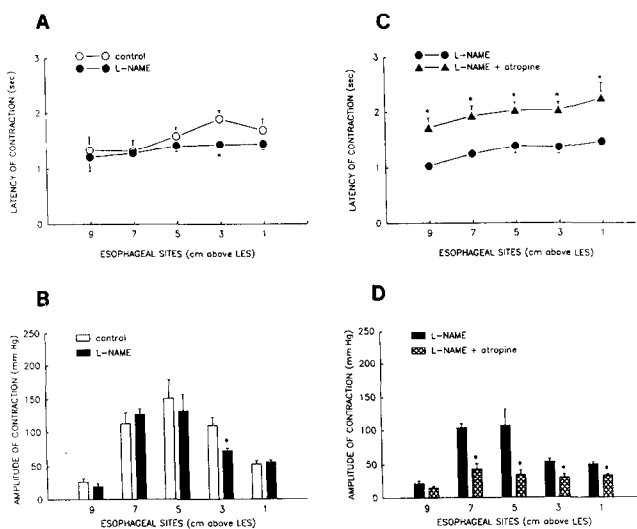 A
control
L-NAME
LATENCY OF CONTRACTION (sec)
3
2
1
0
*
9 7 5 3 1
ESOPHAGEAL SITES (cm above LES)
C
L-NAME
L-NAME + atropine
LATENCY OF CONTRACTION (sec)
3
2
1
0
* * * * *
9 7 5 3 1
ESOPHAGEAL SITES (cm above LES)
B
control
L-NAME
AMPLITUDE OF CONTRACTION (mm Hg)
250
200
150
100
50
0
*
9 7 5 3 1
ESOPHAGEAL SITES (cm above LES)
D
L-NAME
L-NAME + atropine
AMPLITUDE OF CONTRACTION (mm Hg)
250
200
150
100
50
0
* * * *
9 7 5 3 1
ESOPHAGEAL SITES (cm above LES)